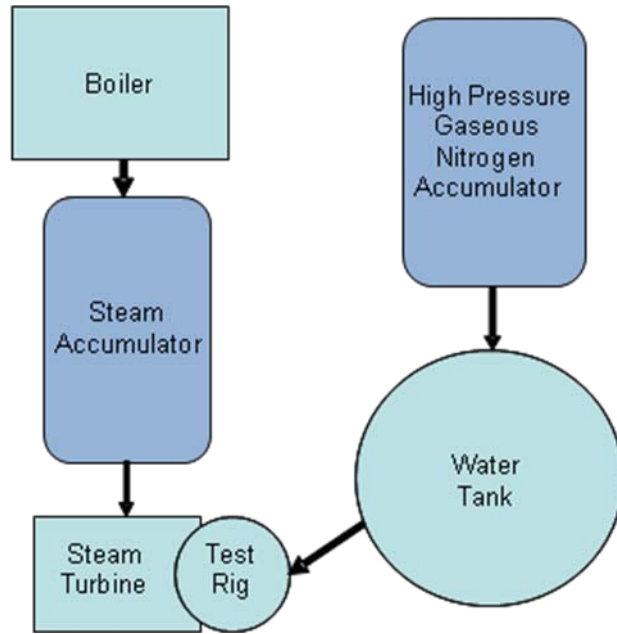 Boiler
High Pressure
Gaseous
Nitrogen
Accumulator
Steam
Accumulator
Water
Tank
Steam
Turbine
Test
Rig